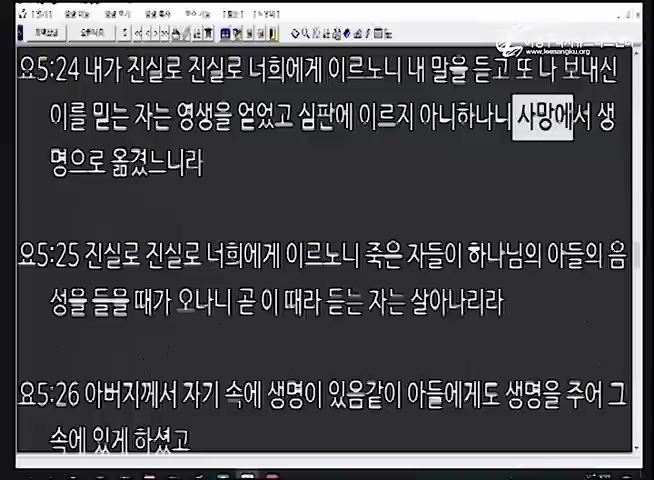 www.leesangku.org
요5:24 내가 진실로 진실로 너희에게 이르노니 내 말을 듣고 또 나 보내신
이를 믿는 자는 영생을 얻었고 심판에 이르지 아니하나니 사망에서 생
명으로 옮겼느니라
요5:25 진실로 진실로 너희에게 이르노니 죽은 자들이 하나님의 아들의 음
성을 들을 때가 오나니 곧 이 때라 듣는 자는 살아나리라
요5:26 아버지께서 자기 속에 생명이 있음같이 아들에게도 생명을 주어 그
속에 있게 하셨고